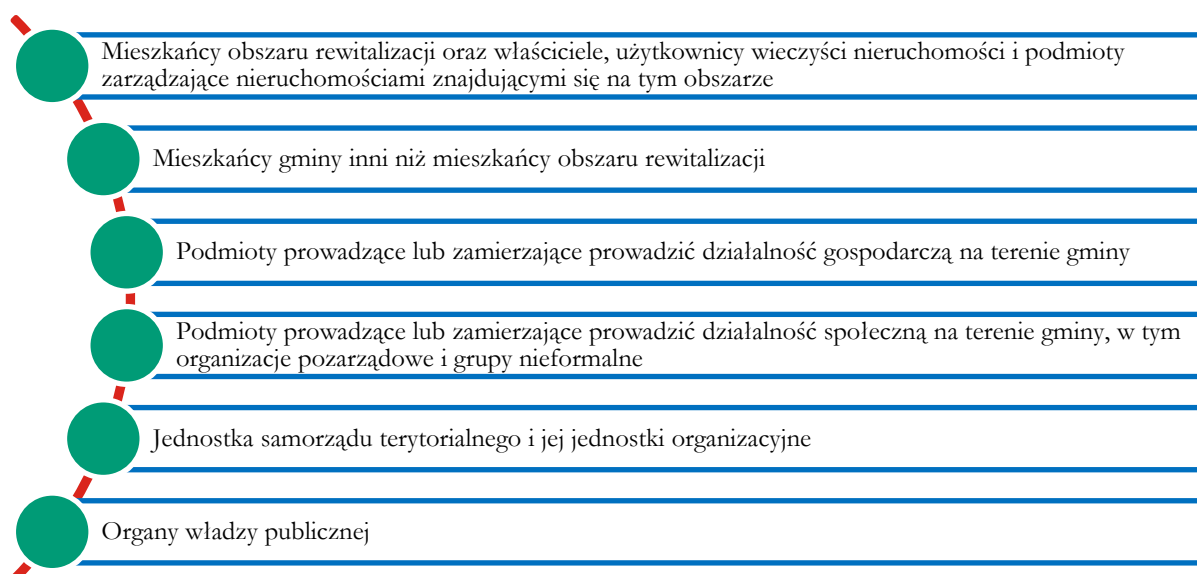 Mieszkańcy obszaru rewitalizacji oraz właściciele, użytkownicy wieczyści nieruchomości i podmioty
zarządzające nieruchomościami znajdującymi się na tym obszarze
Mieszkańcy gminy inni niż mieszkańcy obszaru rewitalizacji
Podmioty prowadzące lub zamierzające prowadzić działalność gospodarczą na terenie gminy
Podmioty prowadzące lub zamierzające prowadzić działalność społeczną na terenie gminy, w tym
organizacje pozarządowe i grupy nieformalne
Jednostka samorządu terytorialnego i jej jednostki organizacyjne
Organy władzy publicznej